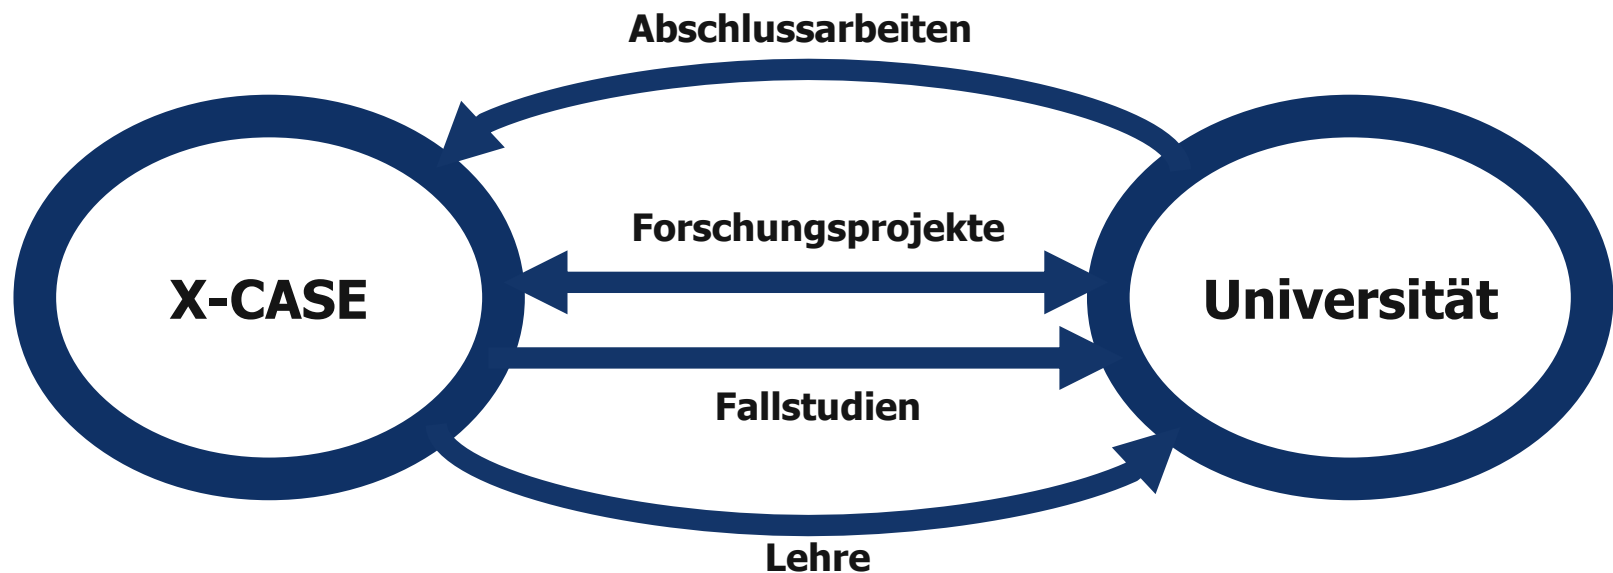 Abschlussarbeiten
Forschungsprojekte
X-CASE
Universität
Fallstudien
Lehre